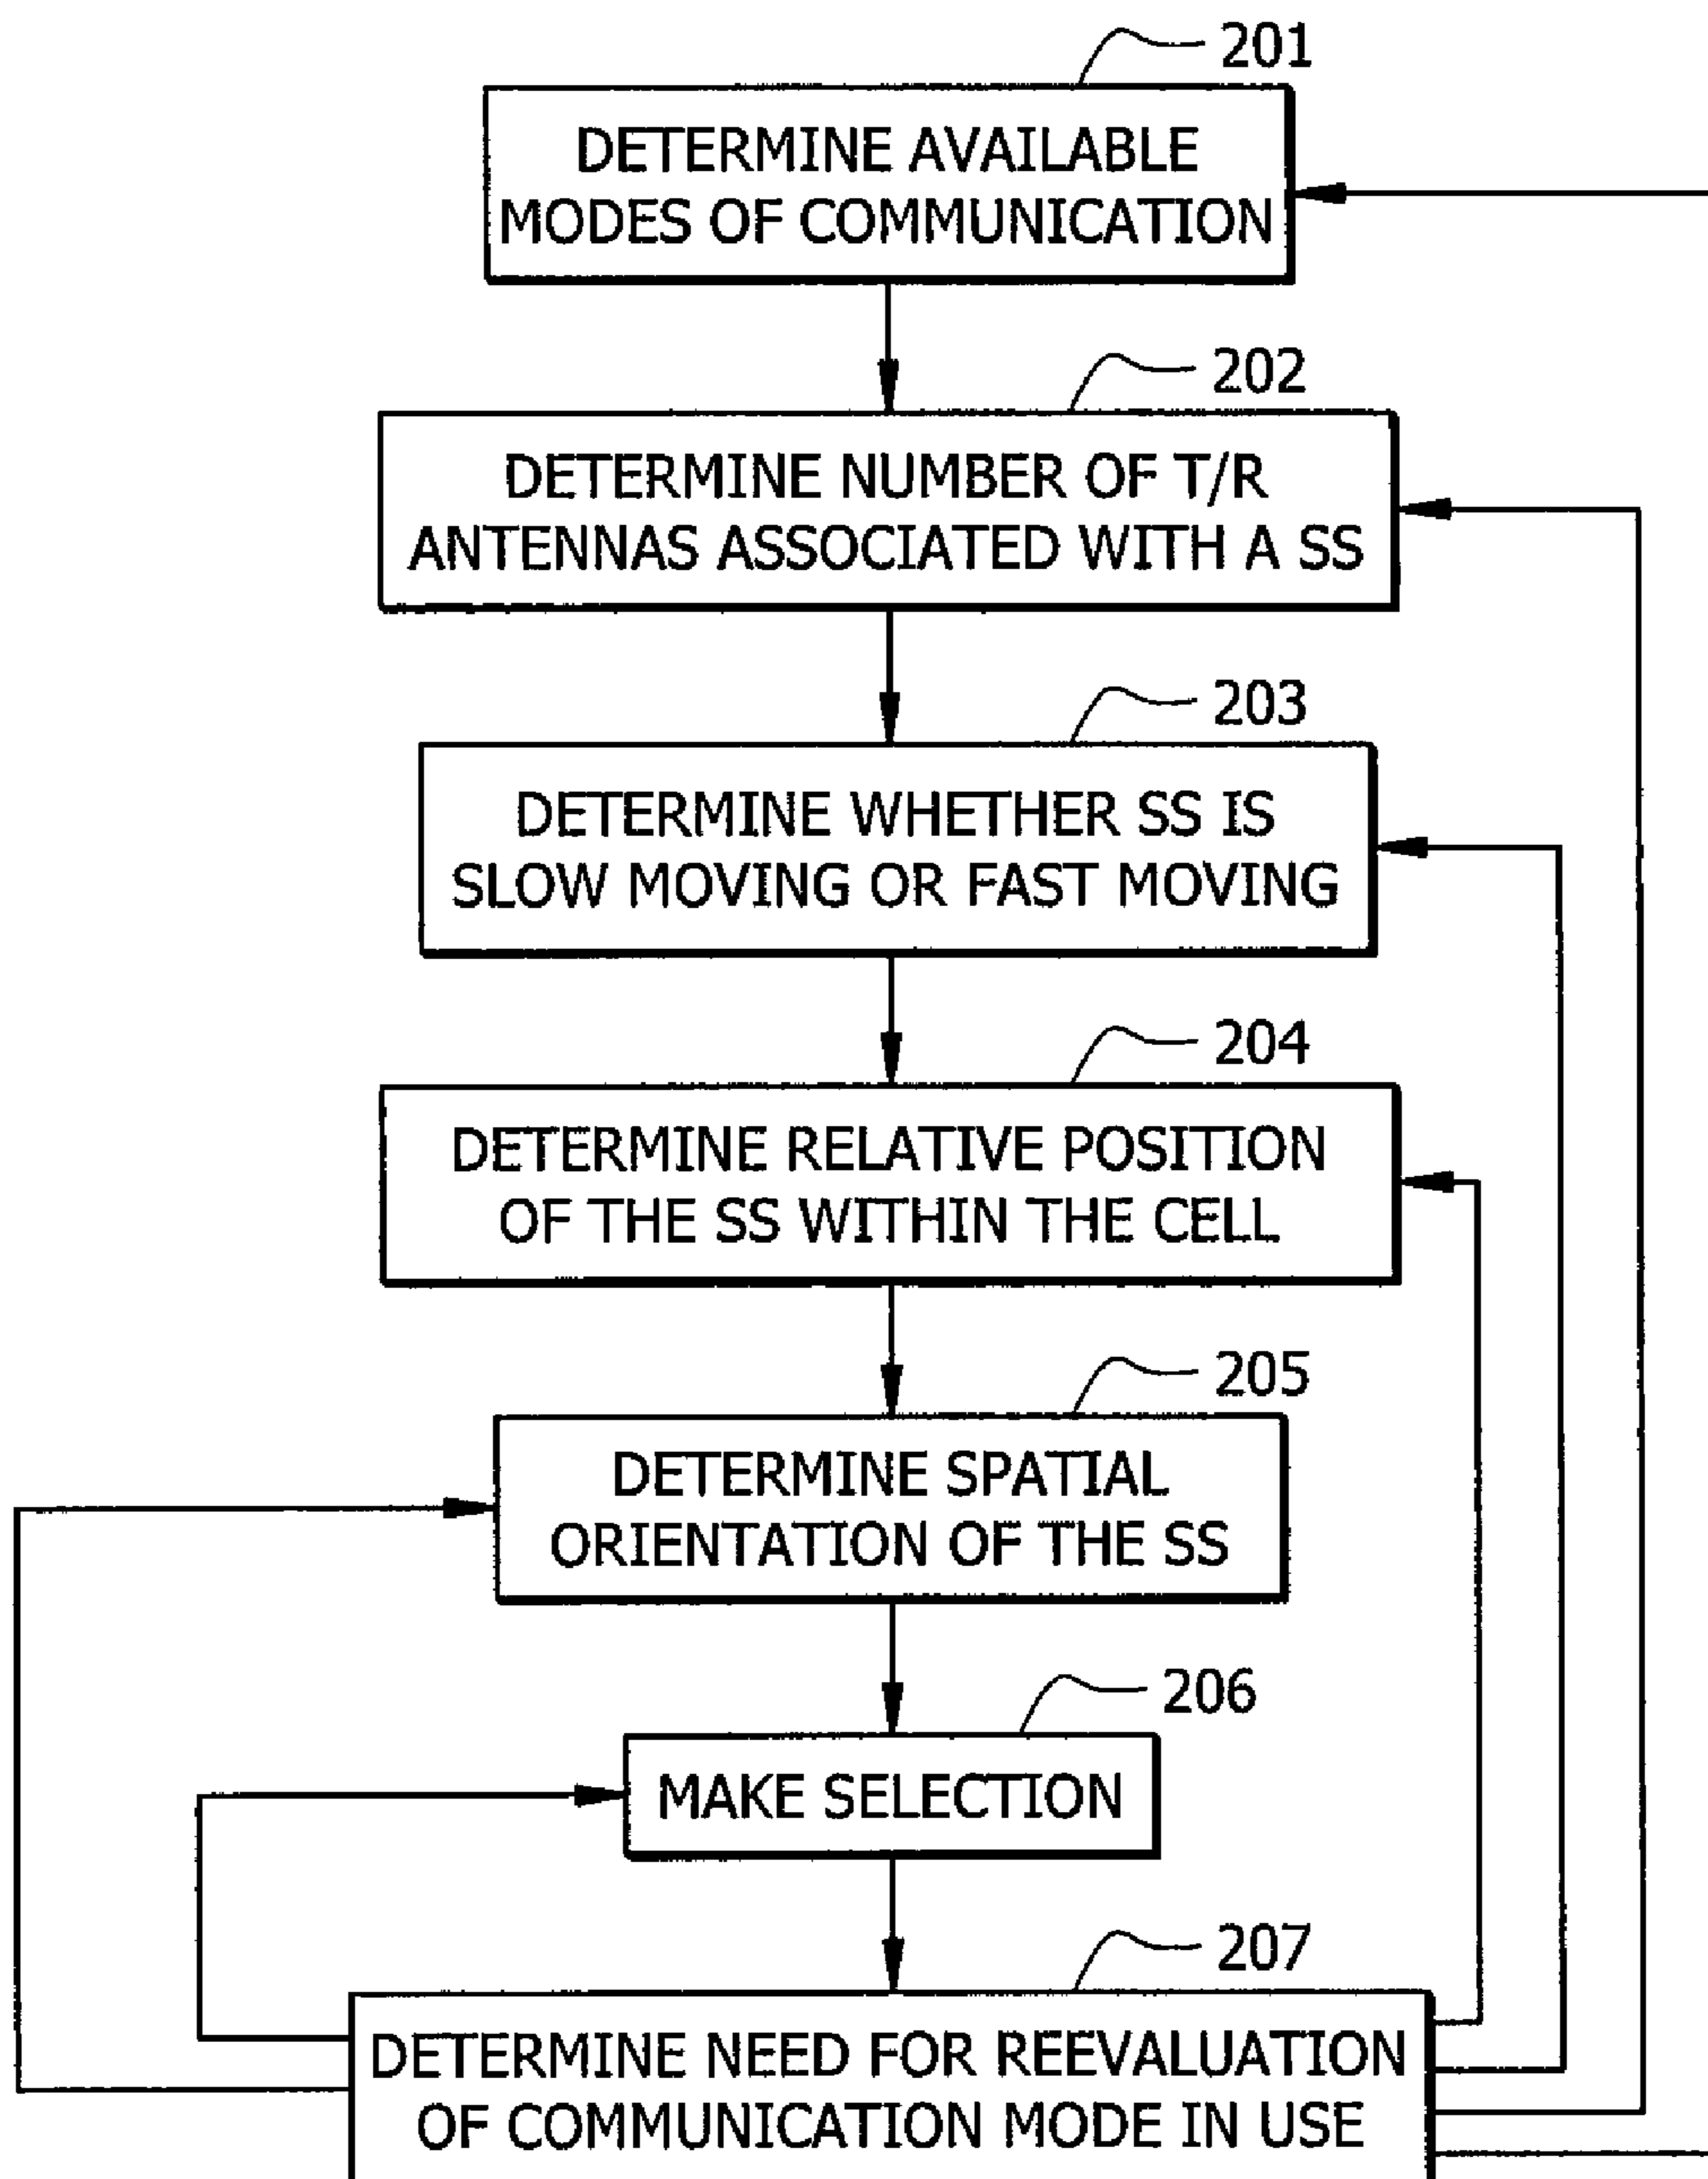 201
DETERMINE AVAILABLE
MODES OF COMMUNICATION
202
DETERMINE NUMBER OF T/R
ANTENNAS ASSOCIATED WITH A SS
203
DETERMINE WHETHER SS IS
SLOW MOVING OR FAST MOVING
204
DETERMINE RELATIVE POSITION
OF THE SS WITHIN THE CELL
205
DETERMINE SPATIAL
ORIENTATION OF THE SS
206
MAKE SELECTION
207
DETERMINE NEED FOR REEVALUATION
OF COMMUNICATION MODE IN USE